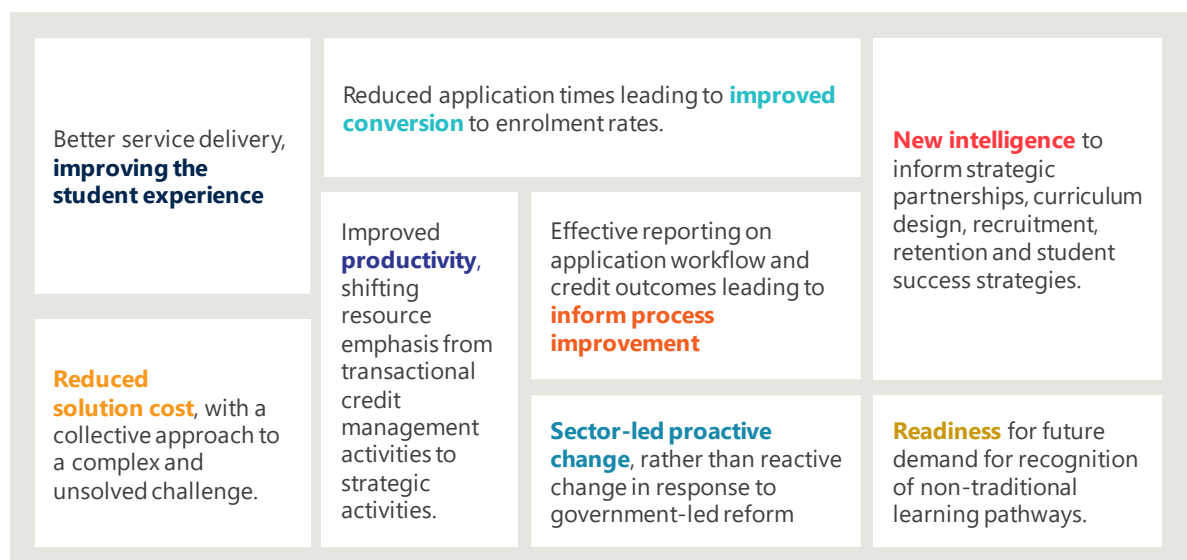 Better service delivery,
improving the
student experience
Reduced application times leading to improved
conversion to enrolment rates.
New intelligence to
inform strategic
partnerships, curriculum
design, recruitment,
retention and student
success strategies.
Improved
productivity,
shifting
resource
emphasis from
transactional
credit
management
activities to
strategic
activities.
Effective reporting on
application workflow and
credit outcomes leading to
inform process
improvement
Reduced
solution cost, with a
collective approach to
a complex and
unsolved challenge.
Sector-led proactive
change, rather than reactive
change in response to
government-led reform
Readiness for future
demand for recognition
of non-traditional
learning pathways.